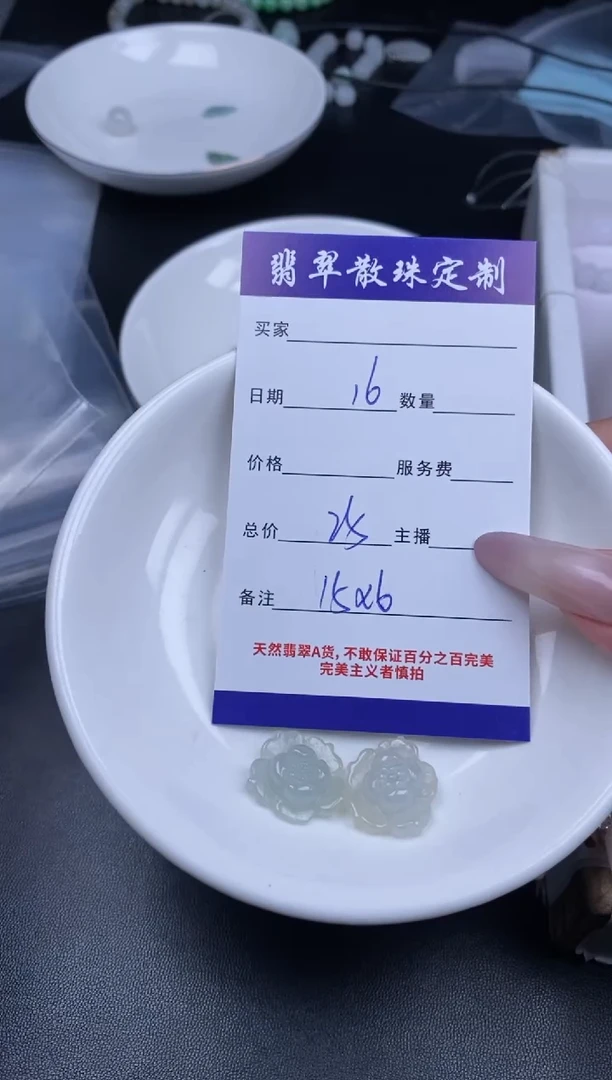 翡翠散珠定制
买家
日期 16 数量
价格 服务费
总价 25 主播
备注 15x6
天然翡翠A货,不敢保证百分之百完美
完美主义者慎拍